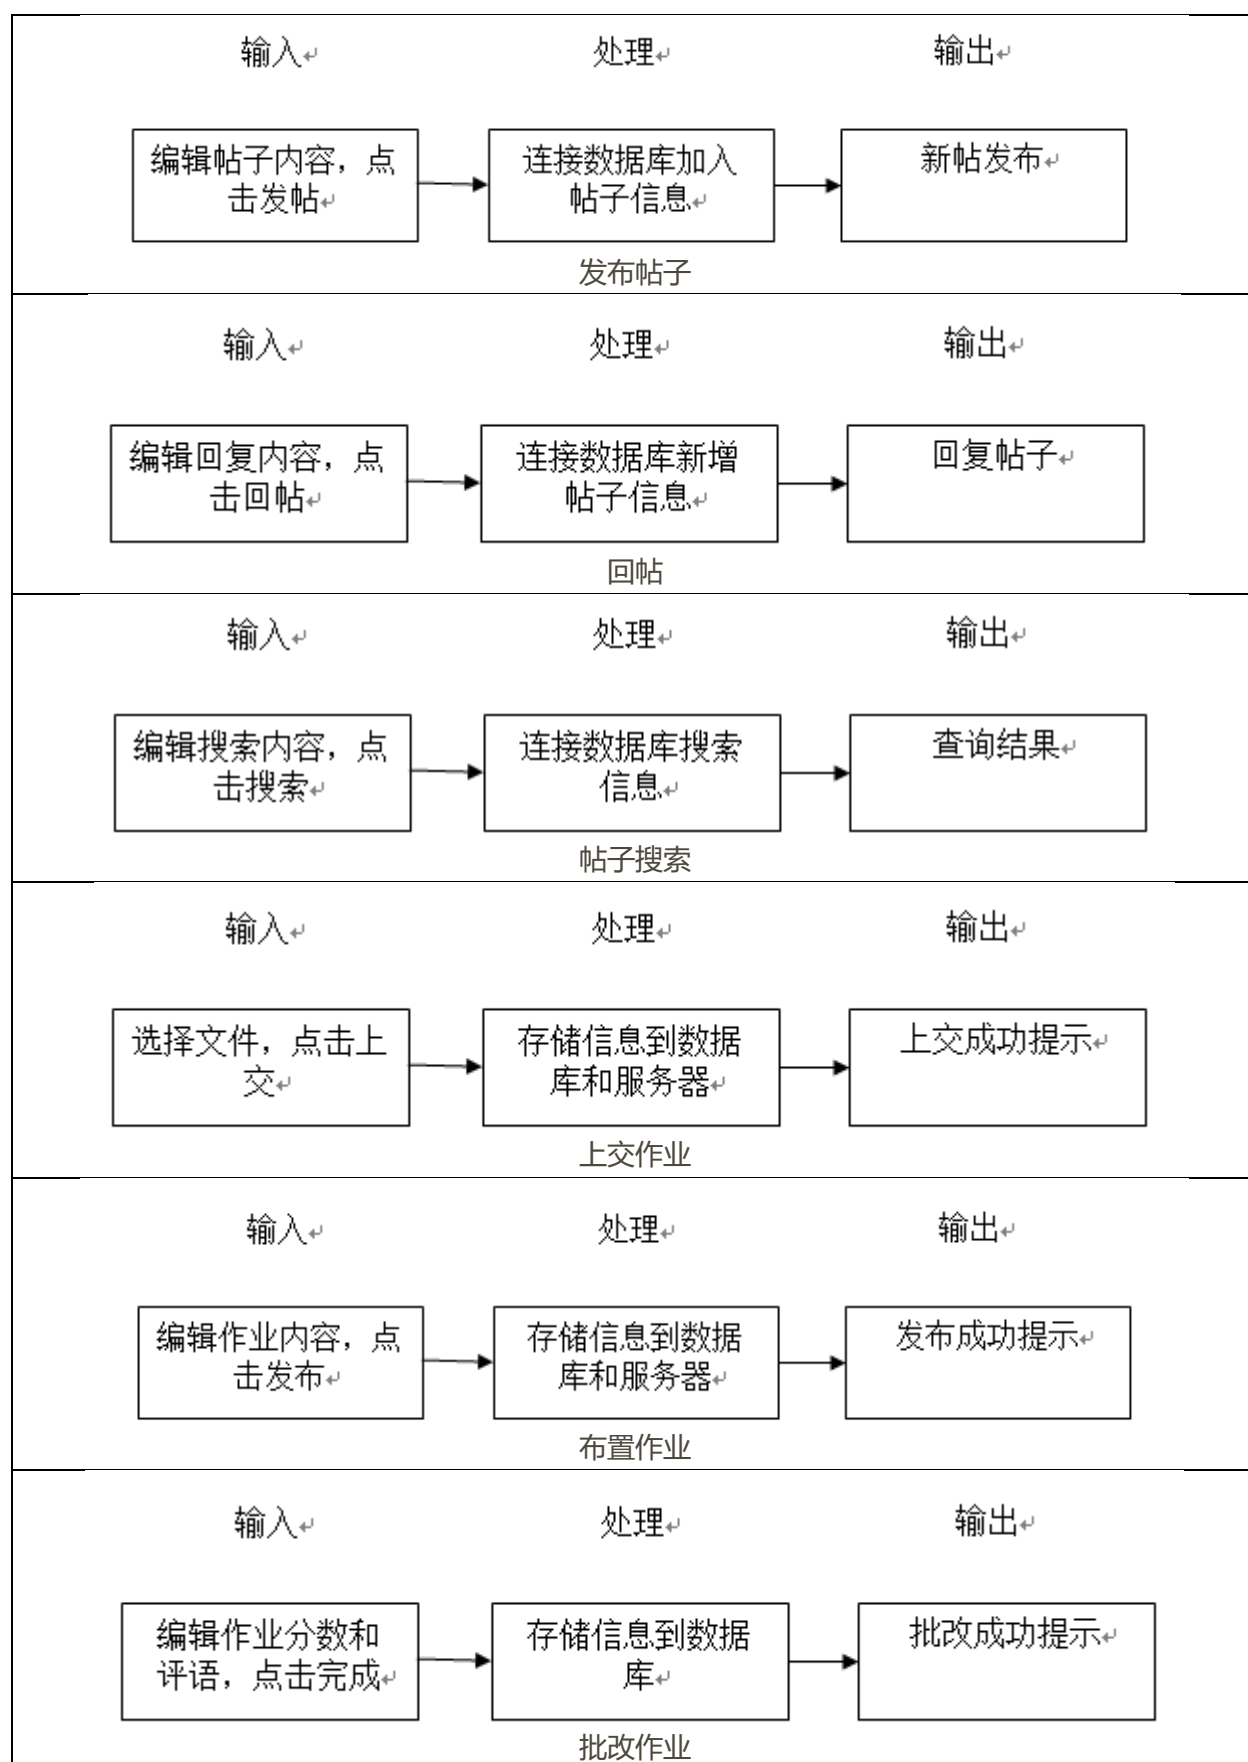 输入 处理 输出
编辑帖子内容，点
击发帖
连接数据库加入
帖子信息
新帖发布
发布帖子
输入 处理 输出
编辑回复内容，点
击回帖
连接数据库新增
帖子信息
回复帖子
回帖
输入 处理 输出
编辑搜索内容，点
击搜索
连接数据库搜索
信息
查询结果
帖子搜索
输入 处理 输出
选择文件，点击上
交
存储信息到数据
库和服务器
上交成功提示
上交作业
输入 处理 输出
编辑作业内容，点
击发布
存储信息到数据
库和服务器
发布成功提示
布置作业
输入 处理 输出
编辑作业分数和
评语，点击完成
存储信息到数据
库
批改成功提示
批改作业